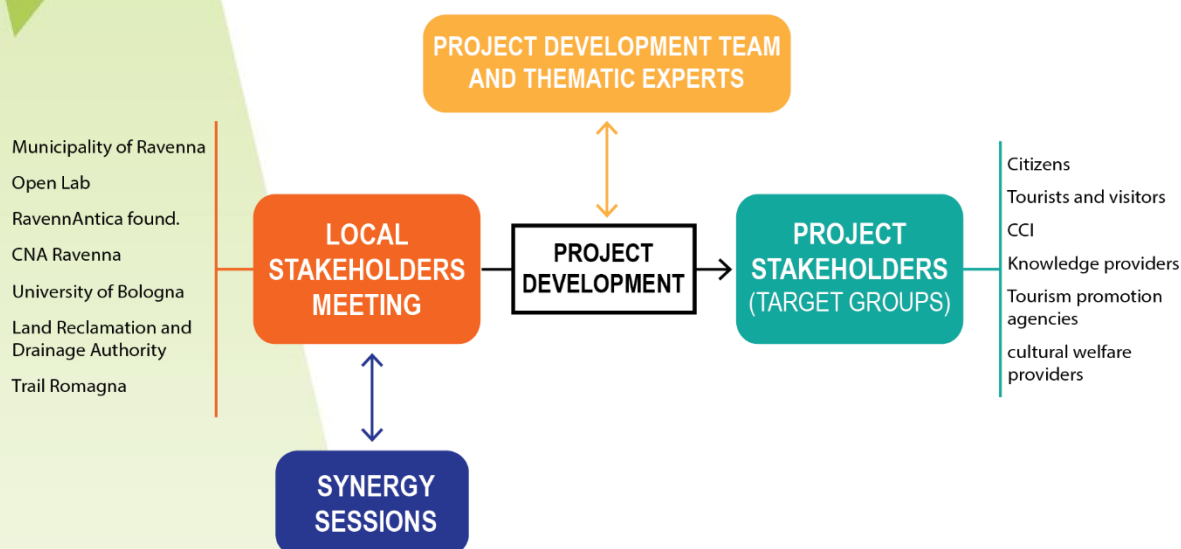 PROJECT DEVELOPMENT TEAM
AND THEMATIC EXPERTS
Municipality of Ravenna
Open Lab
RavennAntica found.
CNA Ravenna
University of Bologna
Land Reclamation and
Drainage Authority
Trail Romagna
LOCAL
STAKEHOLDERS
MEETING
PROJECT
DEVELOPMENT
PROJECT
STAKEHOLDERS
(TARGET GROUPS)
Citizens
Tourists and visitors
CCI
Knowledge providers
Tourism promotion
agencies
cultural welfare
providers
SYNERGY
SESSIONS